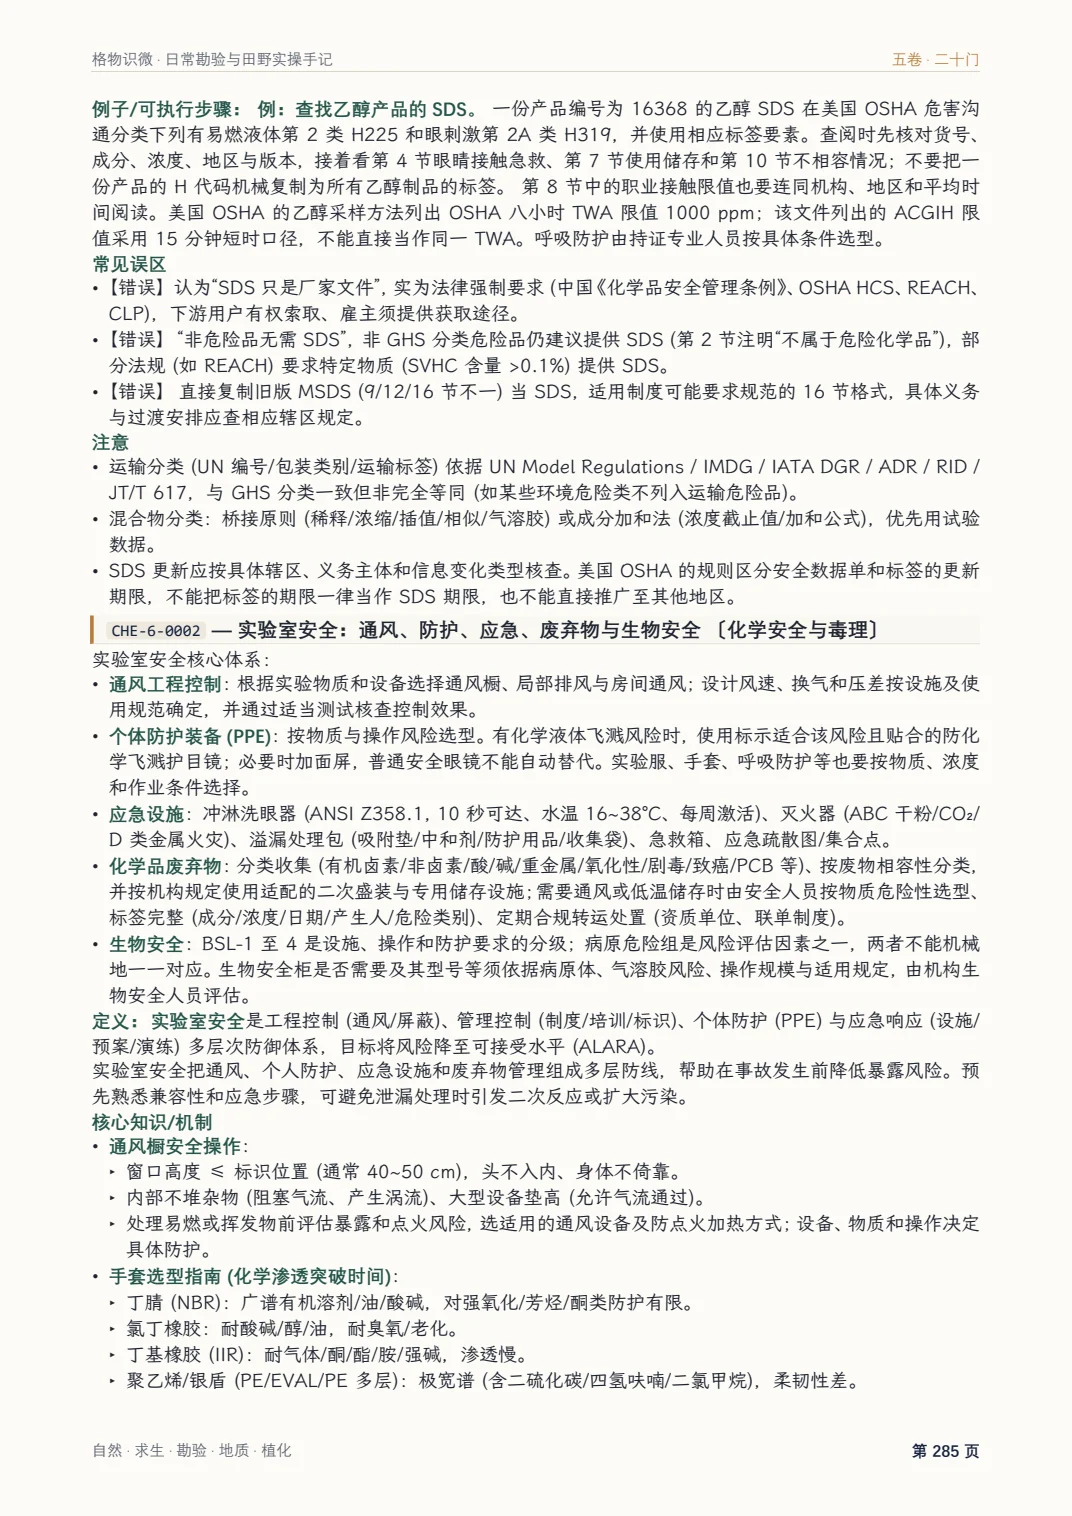 格物识微 · 日常勘验与田野实操手记
五卷 · 二十门
例子/可执行步骤： 例：查找乙醇产品的 SDS。 一份产品编号为 16368 的乙醇 SDS 在美国 OSHA 危害沟
通分类下列有易燃液体第 2 类 H225 和眼刺激第 2A 类 H319，并使用相应标签要素。查阅时先核对货号、
成分、浓度、地区与版本，接着看第 4 节眼睛接触急救、第 7 节使用储存和第 10 节不相容情况；不要把一
份产品的 H 代码机械复制为所有乙醇制品的标签。 第 8 节中的职业接触限值也要连同机构、地区和平均时
间阅读。美国 OSHA 的乙醇采样方法列出 OSHA 八小时 TWA 限值 1000 ppm；该文件列出的 ACGIH 限
值采用 15 分钟短时口径，不能直接当作同一 TWA。呼吸防护由持证专业人员按具体条件选型。
常见误区
• 【错误】认为“SDS 只是厂家文件”，实为法律强制要求 (中国《化学品安全管理条例》、OSHA HCS、REACH、
CLP)，下游用户有权索取、雇主须提供获取途径。
• 【错误】 “非危险品无需 SDS”，非 GHS 分类危险品仍建议提供 SDS (第 2 节注明“不属于危险化学品”)，部
分法规 (如 REACH) 要求特定物质 (SVHC 含量 >0.1%) 提供 SDS。
• 【错误】 直接复制旧版 MSDS (9/12/16 节不一) 当 SDS，适用制度可能要求规范的 16 节格式，具体义务
与过渡安排应查相应辖区规定。
注意
• 运输分类 (UN 编号/包装类别/运输标签) 依据 UN Model Regulations / IMDG / IATA DGR / ADR / RID /
JT/T 617，与 GHS 分类一致但非完全等同 (如某些环境危险类不列入运输危险品)。
• 混合物分类：桥接原则 (稀释/浓缩/插值/相似/气溶胶) 或成分加和法 (浓度截止值/加和公式)，优先用试验
数据。
• SDS 更新应按具体辖区、义务主体和信息变化类型核查。美国 OSHA 的规则区分安全数据单和标签的更新
期限，不能把标签的期限一律当作 SDS 期限，也不能直接推广至其他地区。
CHE-6-0002 — 实验室安全：通风、防护、应急、废弃物与生物安全 〔化学安全与毒理〕
实验室安全核心体系：
• 通风工程控制：根据实验物质和设备选择通风橱、局部排风与房间通风；设计风速、换气和压差按设施及使
用规范确定，并通过适当测试核查控制效果。
• 个体防护装备 (PPE)：按物质与操作风险选型。有化学液体飞溅风险时，使用标示适合该风险且贴合的防化
学飞溅护目镜；必要时加面屏，普通安全眼镜不能自动替代。实验服、手套、呼吸防护等也要按物质、浓度
和作业条件选择。
• 应急设施：冲淋洗眼器 (ANSI Z358.1, 10 秒可达、水温 16~38°C、每周激活)、灭火器 (ABC 干粉/CO₂/
D 类金属火灾)、溢漏处理包 (吸附垫/中和剂/防护用品/收集袋)、急救箱、应急疏散图/集合点。
• 化学品废弃物：分类收集 (有机卤素/非卤素/酸/碱/重金属/氧化性/剧毒/致癌/PCB 等)、按废物相容性分类，
并按机构规定使用适配的二次盛装与专用储存设施；需要通风或低温储存时由安全人员按物质危险性选型、
标签完整 (成分/浓度/日期/产生人/危险类别)、定期合规转运处置 (资质单位、联单制度)。
• 生物安全：BSL-1 至 4 是设施、操作和防护要求的分级；病原危险组是风险评估因素之一，两者不能机械
地一一对应。生物安全柜是否需要及其型号等须依据病原体、气溶胶风险、操作规模与适用规定，由机构生
物安全人员评估。
定义：实验室安全是工程控制 (通风/屏蔽)、管理控制 (制度/培训/标识)、个体防护 (PPE) 与应急响应 (设施/
预案/演练) 多层次防御体系，目标将风险降至可接受水平 (ALARA)。
实验室安全把通风、个人防护、应急设施和废弃物管理组成多层防线，帮助在事故发生前降低暴露风险。预
先熟悉兼容性和应急步骤，可避免泄漏处理时引发二次反应或扩大污染。
核心知识/机制
• 通风橱安全操作：
‣ 窗口高度 ≤ 标识位置 (通常 40~50 cm)，头不入内、身体不倚靠。
‣ 内部不堆杂物 (阻塞气流、产生涡流)、大型设备垫高 (允许气流通过)。
‣ 处理易燃或挥发物前评估暴露和点火风险，选适用的通风设备及防点火加热方式；设备、物质和操作决定
具体防护。
• 手套选型指南 (化学渗透突破时间)：
‣ 丁腈 (NBR)：广谱有机溶剂/油/酸碱，对强氧化/芳烃/酮类防护有限。
‣ 氯丁橡胶：耐酸碱/醇/油，耐臭氧/老化。
‣ 丁基橡胶 (IIR)：耐气体/酮/酯/胺/强碱，渗透慢。
‣ 聚乙烯/银盾 (PE/EVAL/PE 多层)：极宽谱 (含二硫化碳/四氢呋喃/二氯甲烷)，柔韧性差。
自然 · 求生 · 勘验 · 地质 · 植化
第 285 页